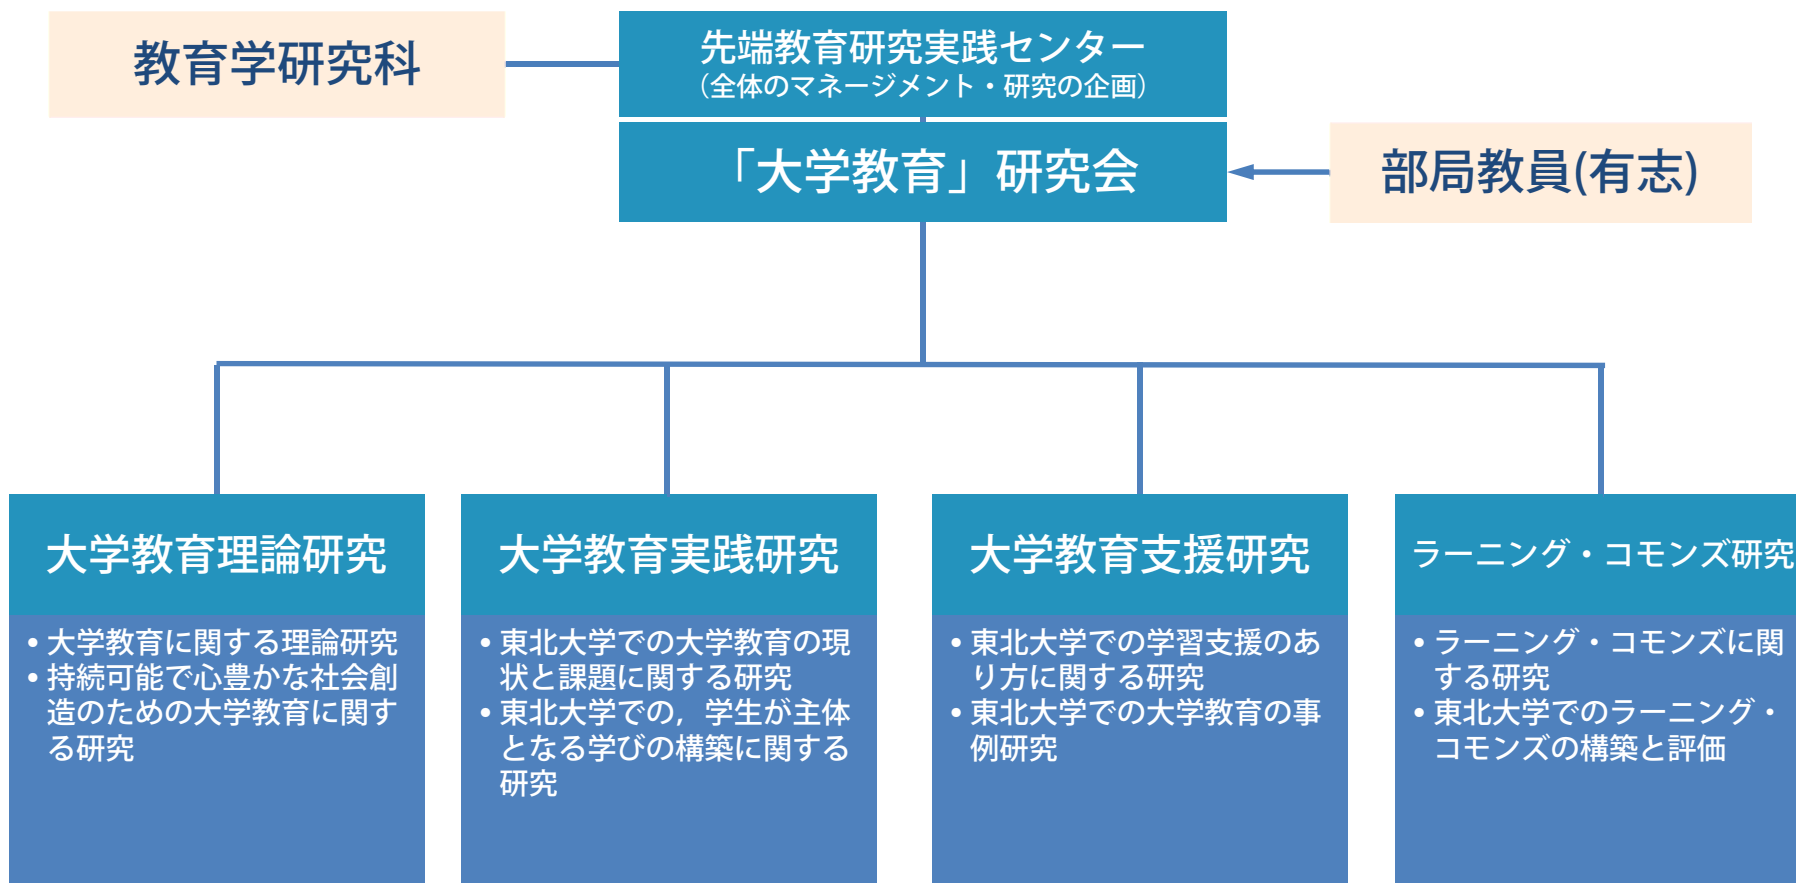 教育学研究科
先端教育研究実践センター
（全体のマネージメント・研究の企画）
「大学教育」研究会
部局教員(有志)
大学教育理論研究
• 大学教育に関する理論研究
• 持続可能で心豊かな社会創
造のための大学教育に関す
る研究
大学教育実践研究
• 東北大学での大学教育の現
状と課題に関する研究
• 東北大学での，学生が主体
となる学びの構築に関する
研究
大学教育支援研究
• 東北大学での学習支援のあ
り方に関する研究
• 東北大学での大学教育の事
例研究
ラーニング・コモンズ研究
• ラーニング・コモンズに関
する研究
• 東北大学でのラーニング・
コモンズの構築と評価